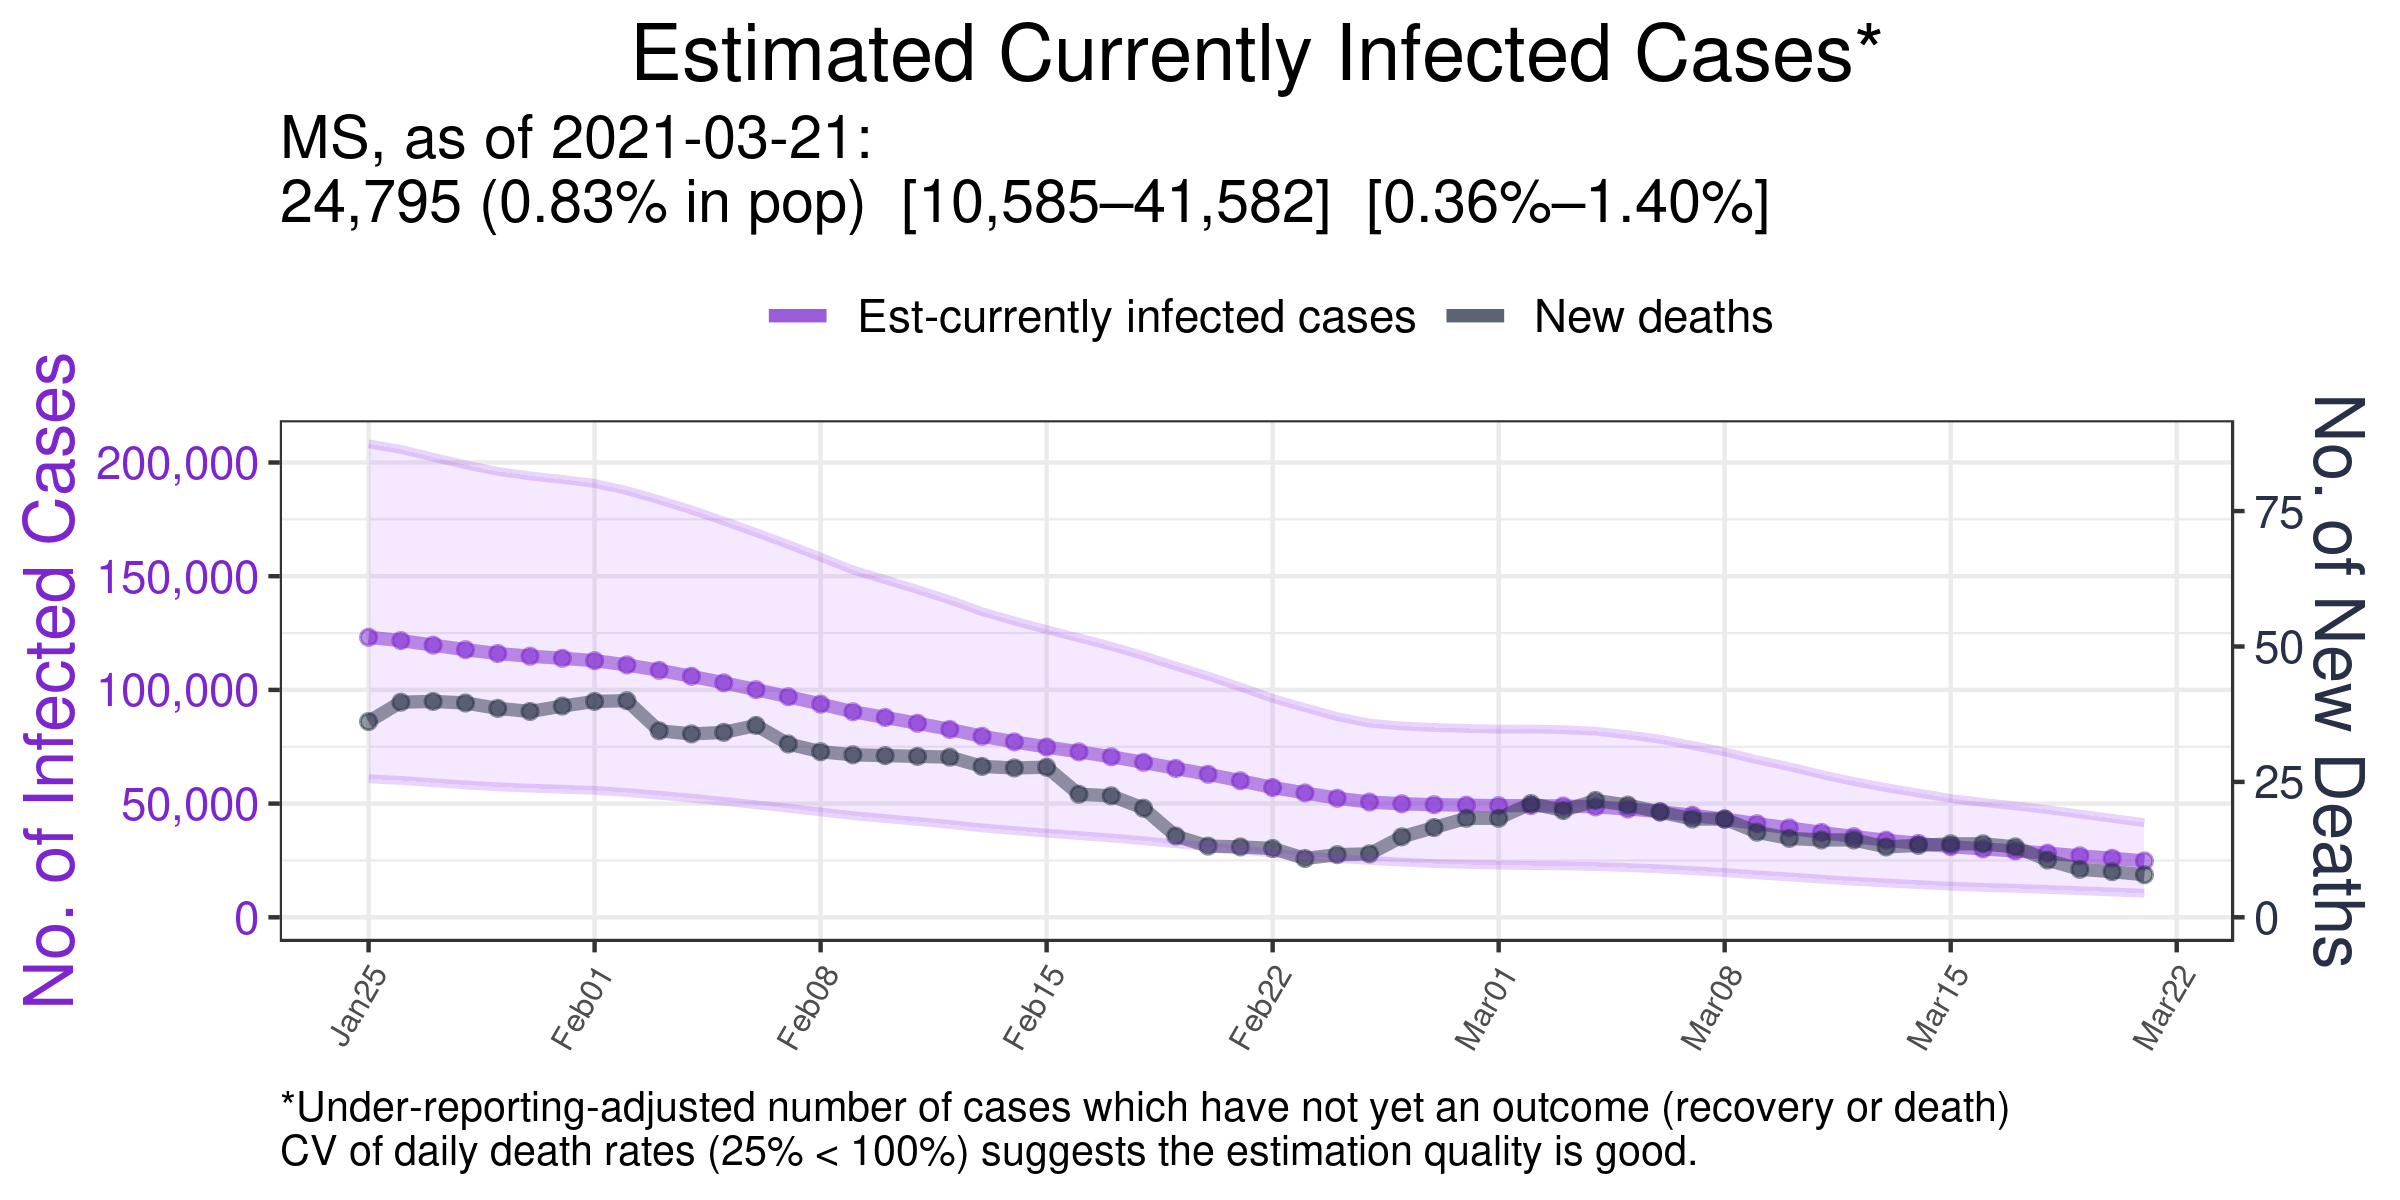 Estimated Currently Infected Cases*
MS, as of 2021-03-21:
24,795 (0.83% in pop)  [10,585–41,582]  [0.36%–1.40%]
Est-currently infected cases
New deaths
No. of Infected Cases
200,000
150,000
100,000
50,000
0
75
50
25
0
No. of New Deaths
Jan25
Feb01
Feb08
Feb15
Feb22
Mar01
Mar08
Mar15
Mar22
*Under-reporting-adjusted number of cases which have not yet an outcome (recovery or death)
CV of daily death rates (25% < 100%) suggests the estimation quality is good.